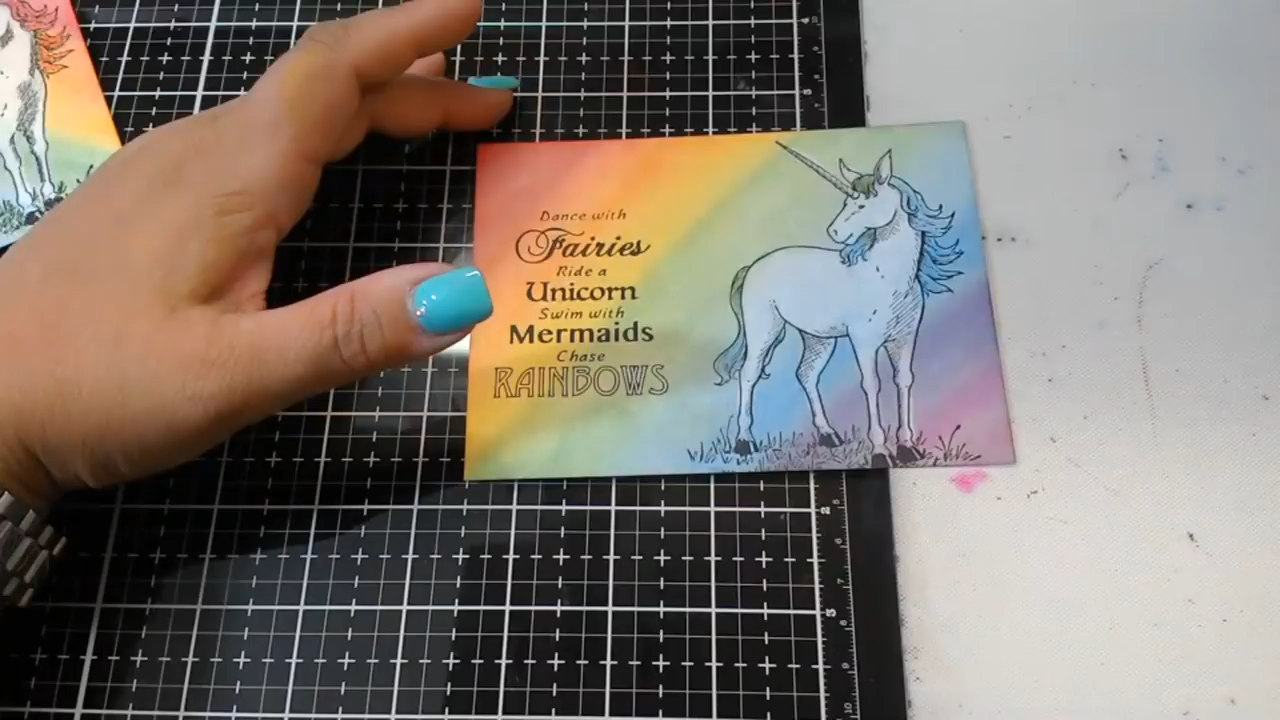 Dance with
Fairies
Ride a
Unicorn
Swim with
Mermaids
Chase
RAINBOWS